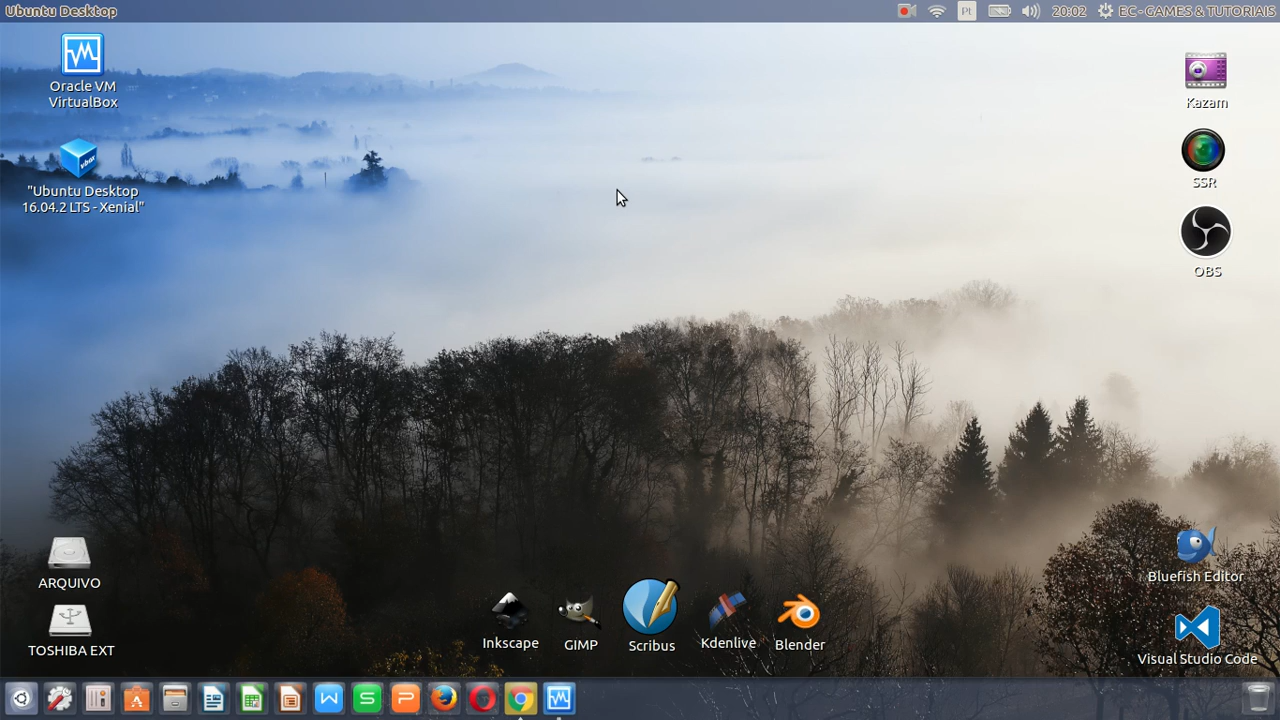 Ubuntu Desktop
Pt
20:02
EC - GAMES & TUTORIAIS
Oracle VM
VirtualBox
vbox
"Ubuntu Desktop
16.04.2 LTS - Xenial"
Kazam
SSR
OBS
ARQUIVO
TOSHIBA EXT
Inkscape
GIMP
Scribus
Kdenlive
Blender
Bluefish Editor
Visual Studio Code
W
S
P